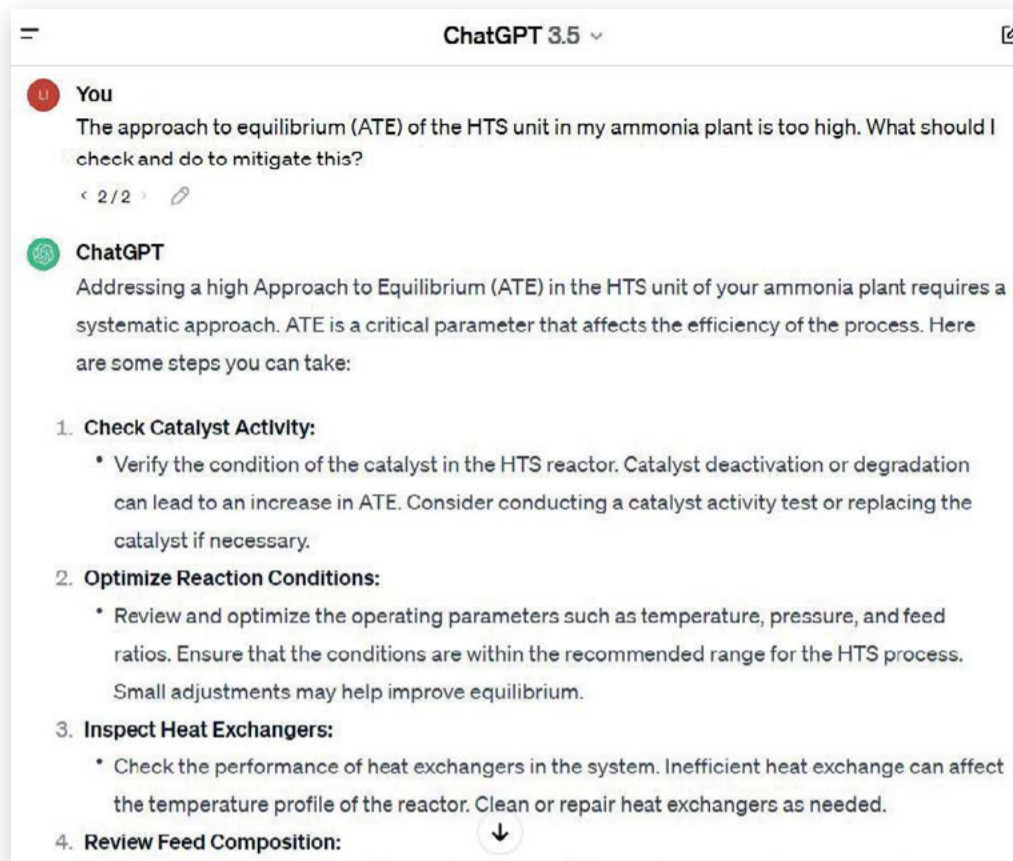 ChatGPT 3.5
LI
You
The approach to equilibrium (ATE) of the HTS unit in my ammonia plant is too high. What should I
check and do to mitigate this?
2/2
ChatGPT
Addressing a high Approach to Equilibrium (ATE) in the HTS unit of your ammonia plant requires a
systematic approach. ATE is a critical parameter that affects the efficiency of the process. Here
are some steps you can take:
1. Check Catalyst Activity:
• Verify the condition of the catalyst in the HTS reactor. Catalyst deactivation or degradation
can lead to an increase in ATE. Consider conducting a catalyst activity test or replacing the
catalyst if necessary.
2. Optimize Reaction Conditions:
• Review and optimize the operating parameters such as temperature, pressure, and feed
ratios. Ensure that the conditions are within the recommended range for the HTS process.
Small adjustments may help improve equilibrium.
3. Inspect Heat Exchangers:
• Check the performance of heat exchangers in the system. Inefficient heat exchange can affect
the temperature profile of the reactor. Clean or repair heat exchangers as needed.
4. Review Feed Composition: